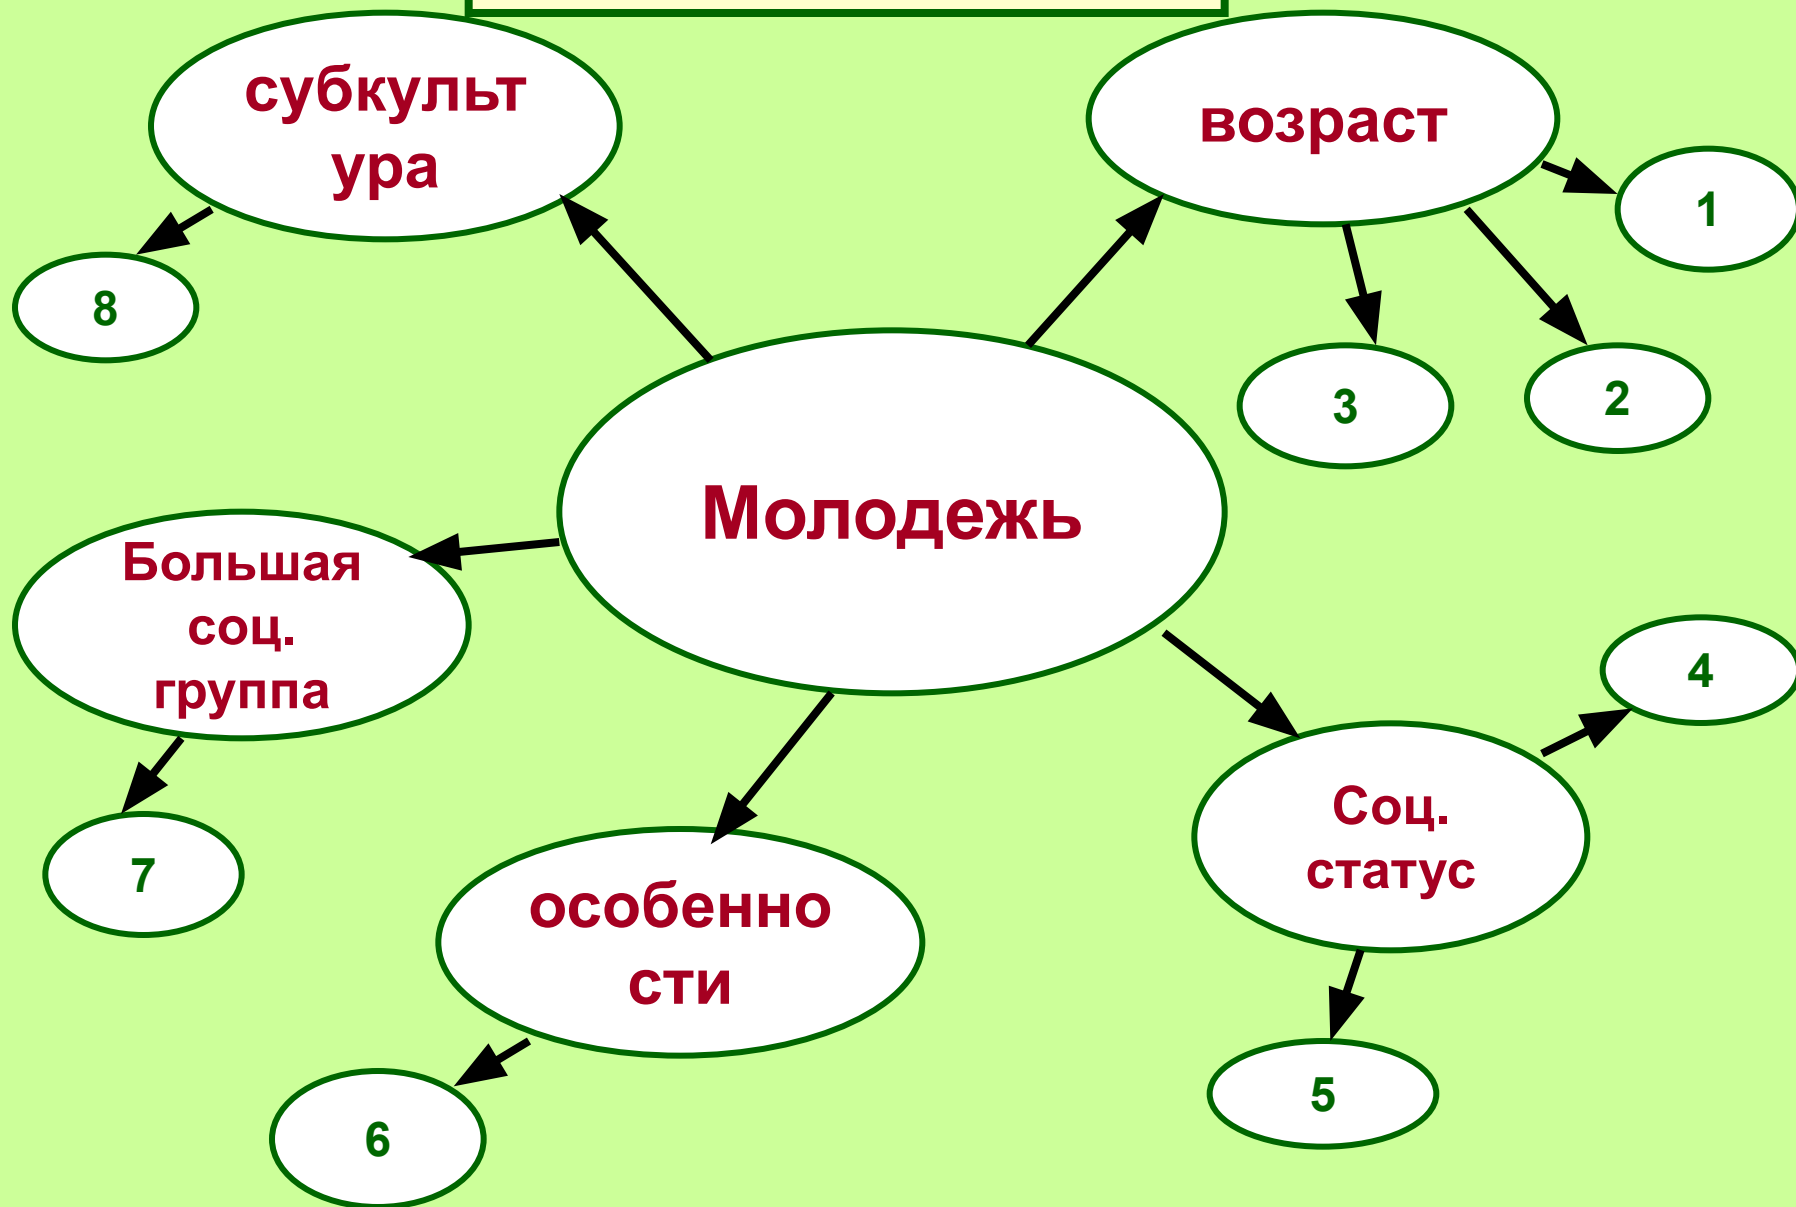 субкульт
ура
возраст
1
8
3
2
Молодежь
Большая
соц.
группа
4
Соц.
статус
7
особенно
сти
5
6